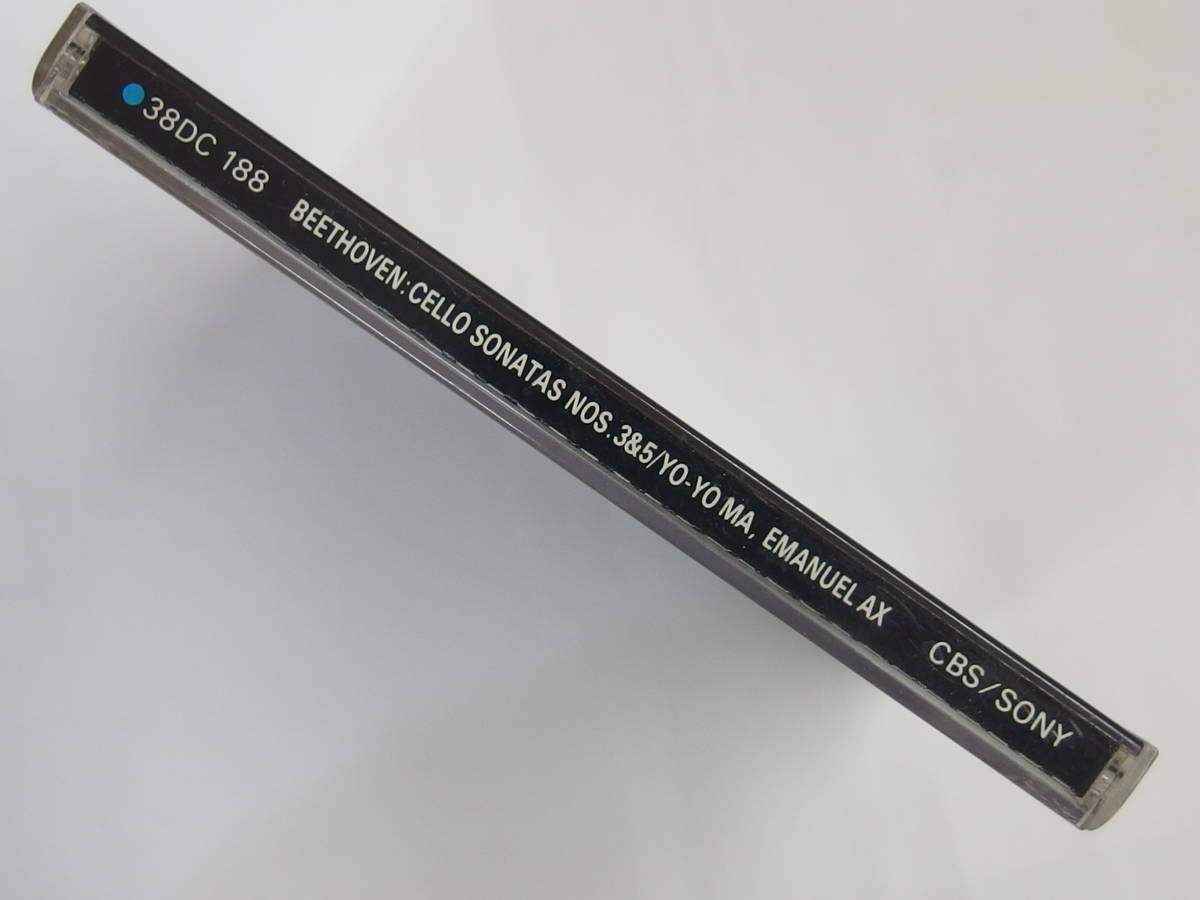 38DC 188 BEETHOVEN:CELLO SONATAS NOS.3&5/YO-YO MA, EMANUEL AX CBS/SONY